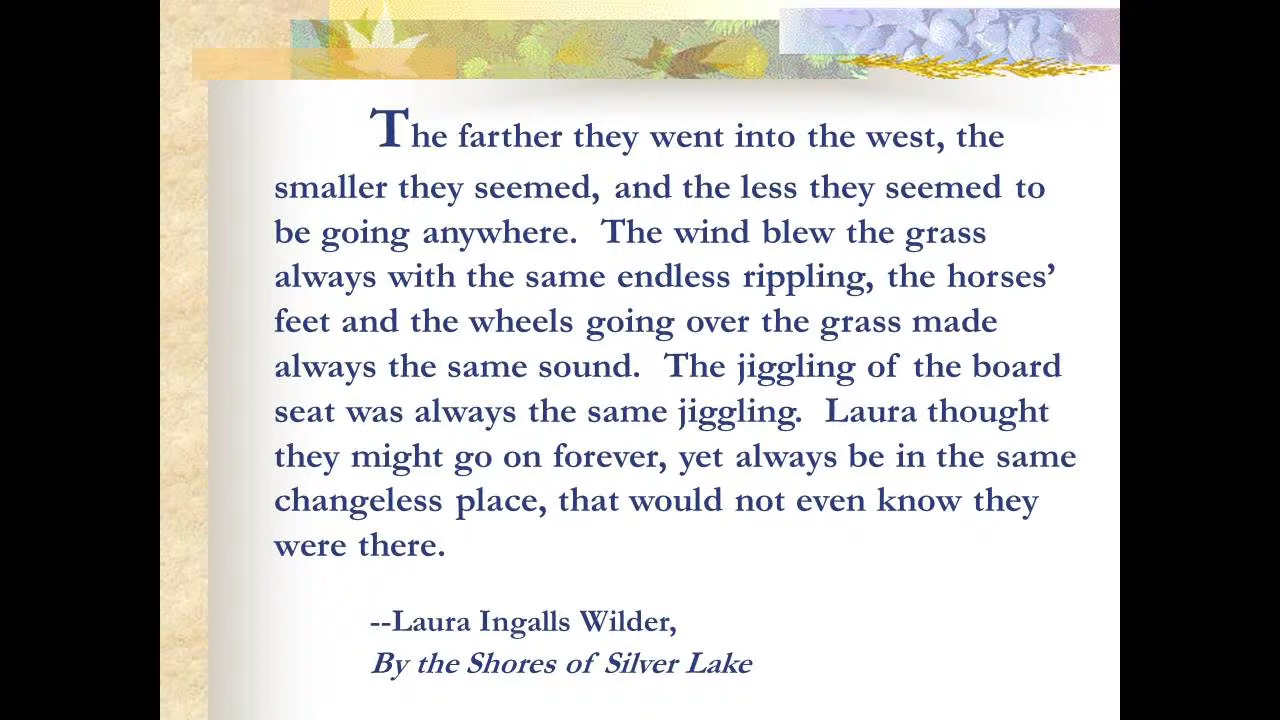 The farther they went into the west, the
smaller they seemed, and the less they seemed to
be going anywhere.  The wind blew the grass
always with the same endless rippling, the horses’
feet and the wheels going over the grass made
always the same sound.  The jiggling of the board
seat was always the same jiggling.  Laura thought
they might go on forever, yet always be in the same
changeless place, that would not even know they
were there.
--Laura Ingalls Wilder,
By the Shores of Silver Lake